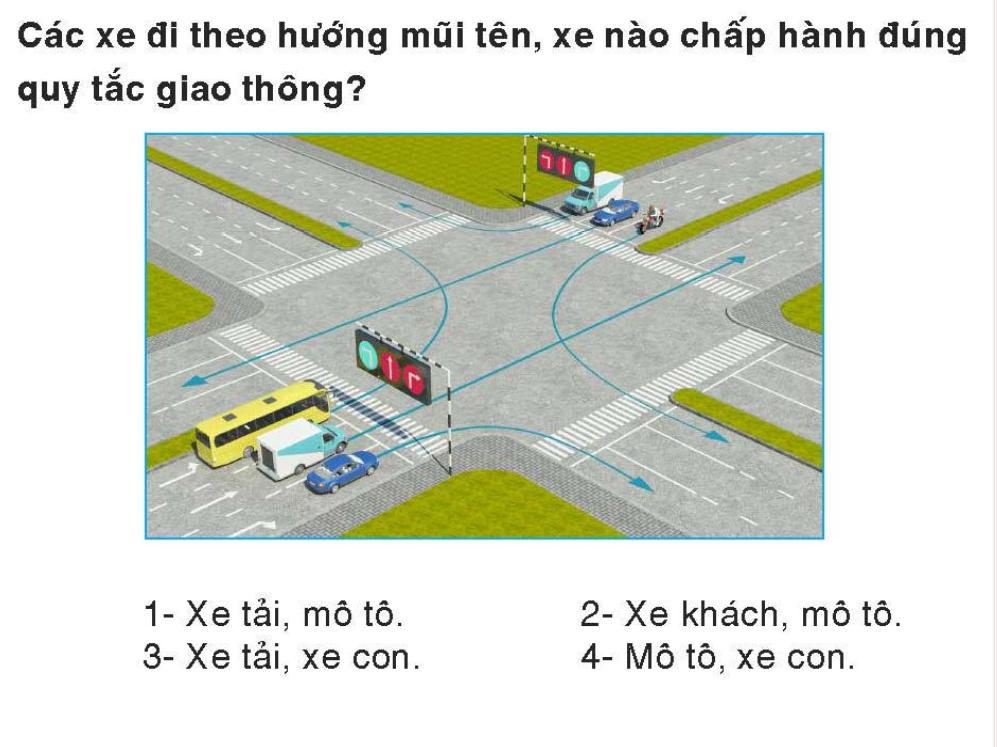 Các xe đi theo hướng mũi tên, xe nào chấp hành đúng
quy tắc giao thông?
1- Xe tải, mô tô.
2- Xe khách, mô tô.
3- Xe tải, xe con.
4- Mô tô, xe con.